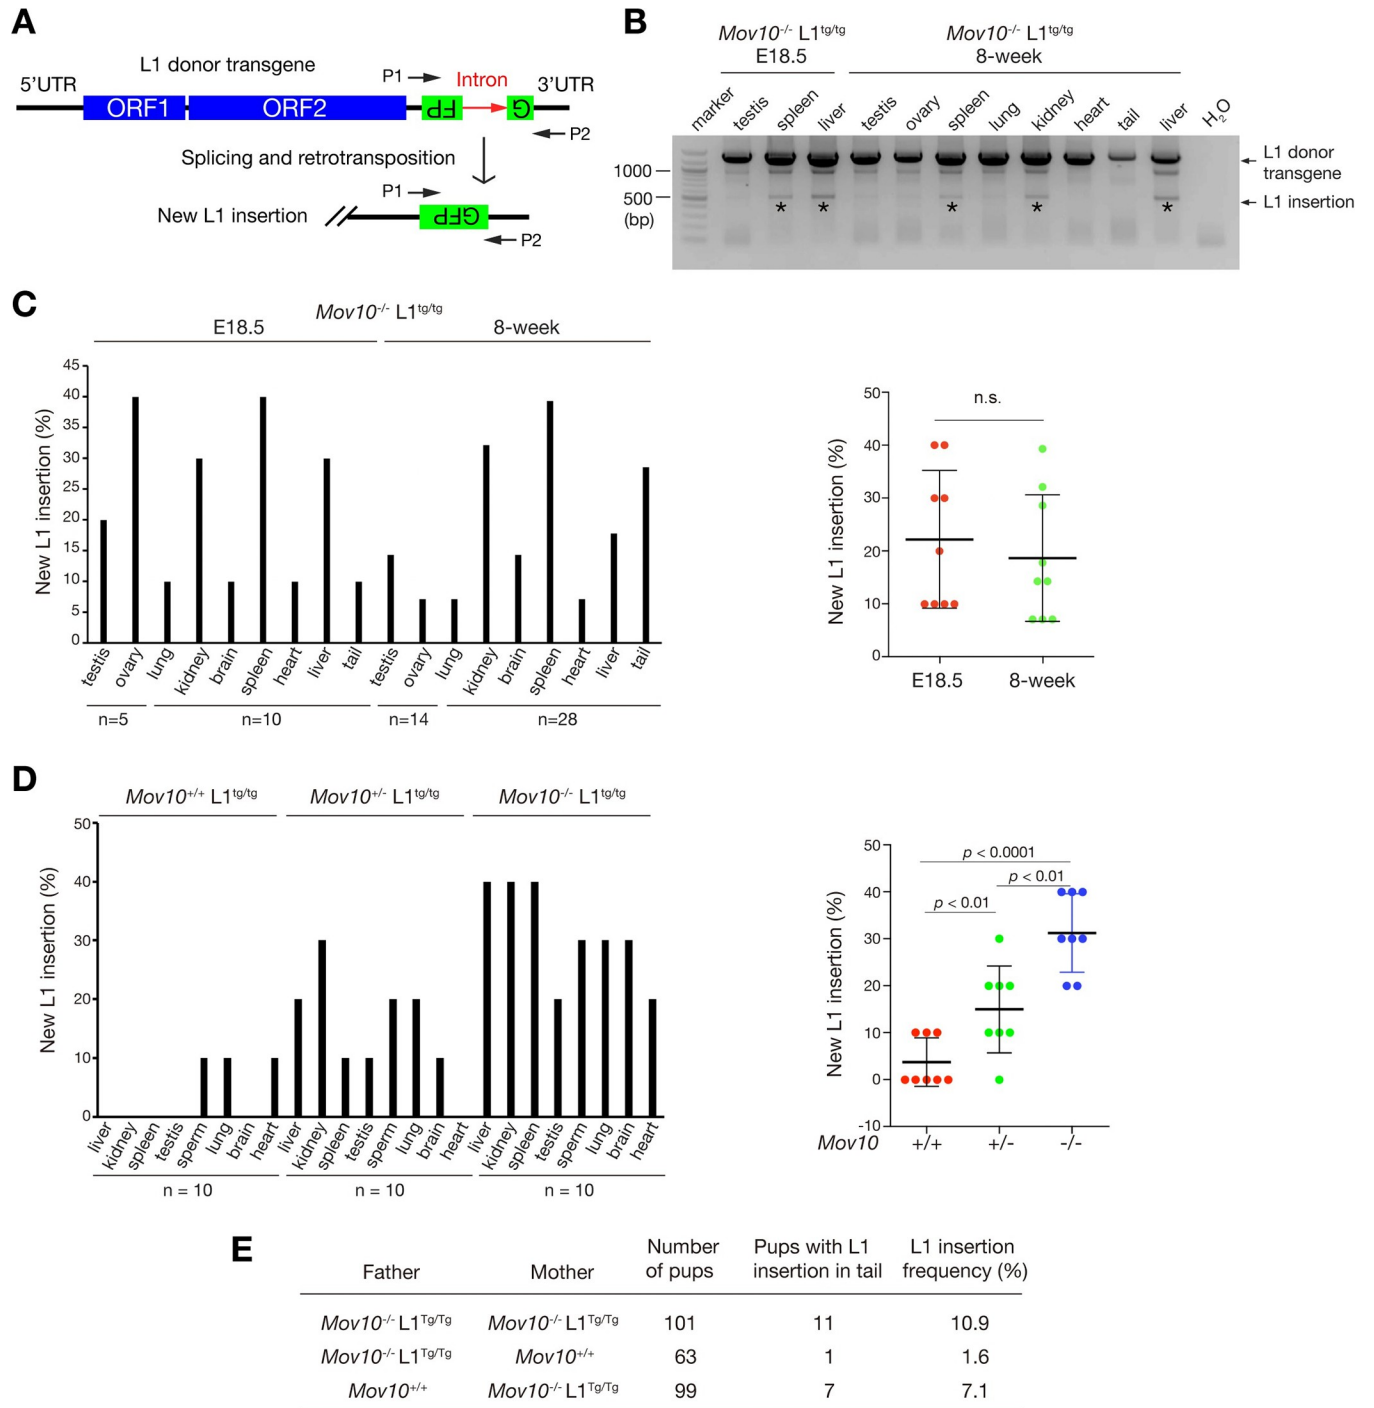 A
L1 donor transgene
5'UTR
P1
Intron
3'UTR
ORF1
ORF2
FP
G
P2
Splicing and retrotransposition
P1
New L1 insertion
GFP
P2
B
Mov10-/- L1tg/tg
E18.5
Mov10-/- L1tg/tg
8-week
marker
testis
spleen
liver
testis
ovary
spleen
lung
kidney
heart
tail
liver
H2O
1000
500
(bp)
* * * * *
L1 donor
transgene
L1 insertion
C
Mov10-/- L1tg/tg
E18.5
8-week
New L1 insertion (%)
45
40
35
30
25
20
15
10
5
0
testis
ovary
lung
kidney
brain
spleen
heart
liver
tail
testis
ovary
lung
kidney
brain
spleen
heart
liver
tail
n=5
n=10
n=14
n=28
New L1 insertion (%)
50
40
30
20
10
0
n.s.
E18.5
8-week
D
Mov10+/+ L1tg/tg
Mov10+/- L1tg/tg
Mov10-/- L1tg/tg
New L1 insertion (%)
50
40
30
20
10
0
liver
kidney
spleen
testis
sperm
lung
brain
heart
liver
kidney
spleen
testis
sperm
lung
brain
heart
liver
kidney
spleen
testis
sperm
lung
brain
heart
n = 10
n = 10
n = 10
New L1 insertion (%)
50
40
30
20
10
0
-10
p < 0.0001
p < 0.01
p < 0.01
Mov10 +/+ +/- -/-
E
Father Mother Number of pups Pups with L1 insertion in tail L1 insertion frequency (%)
Mov10-/- L1Tg/Tg Mov10-/- L1Tg/Tg 101 11 10.9
Mov10-/- L1Tg/Tg Mov10+/+ 63 1 1.6
Mov10+/+ Mov10-/- L1Tg/Tg 99 7 7.1